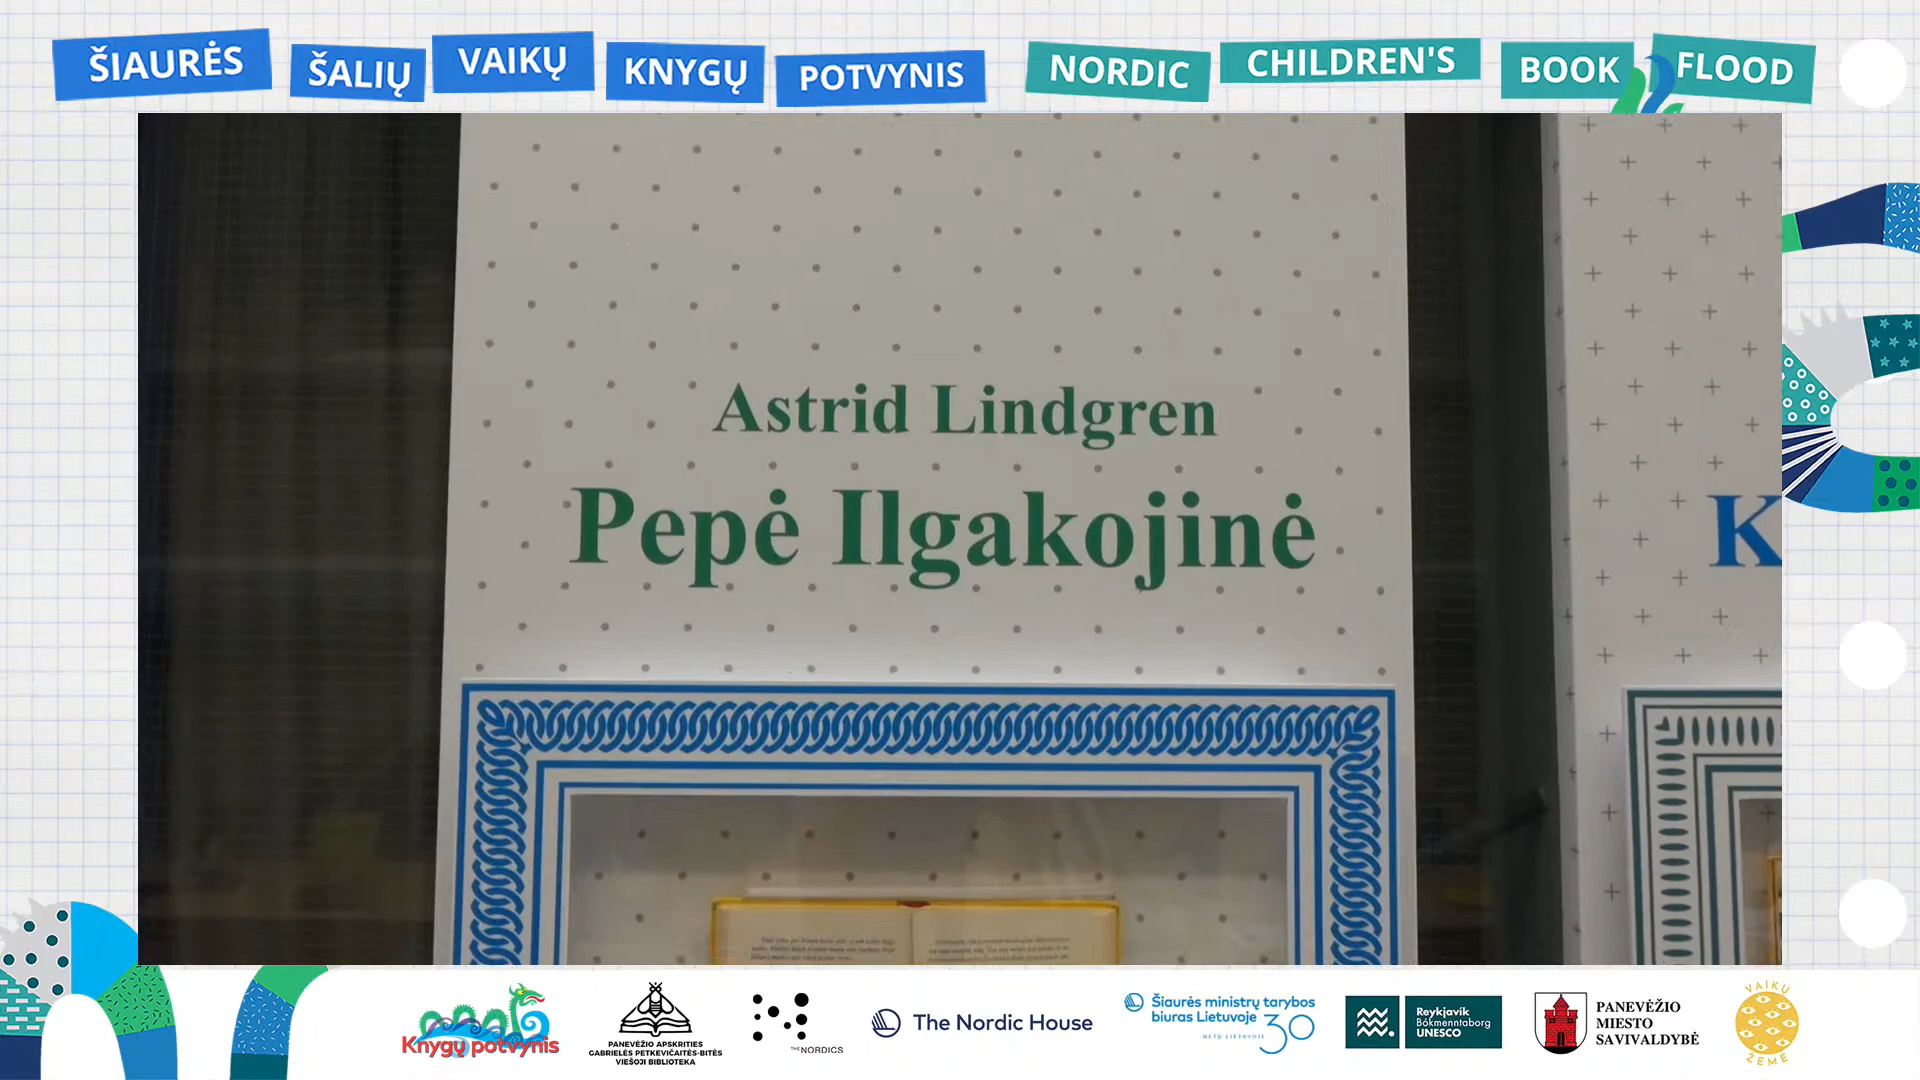 ŠIAURĖS ŠALIŲ VAIKŲ KNYGŲ POTVYNIS
NORDIC CHILDREN'S BOOK FLOOD
Astrid Lindgren
Pepė Ilgakojinė
K
Knygų potvynis
PANEVĖŽIO APSKRITIES
GABRIELĖS PETKEVIČAITĖS-BITĖS
VIEŠOJI BIBLIOTEKA
THE NORDICS
The Nordic House
Šiaurės ministrų tarybos
biuras Lietuvoje
METŲ LIETUVOJE
30
Reykjavík
Bókmenntaborg
UNESCO
PANEVĖŽIO
MIESTO
SAVIVALDYBĖ
VAIKŲ
ŽEMĖ